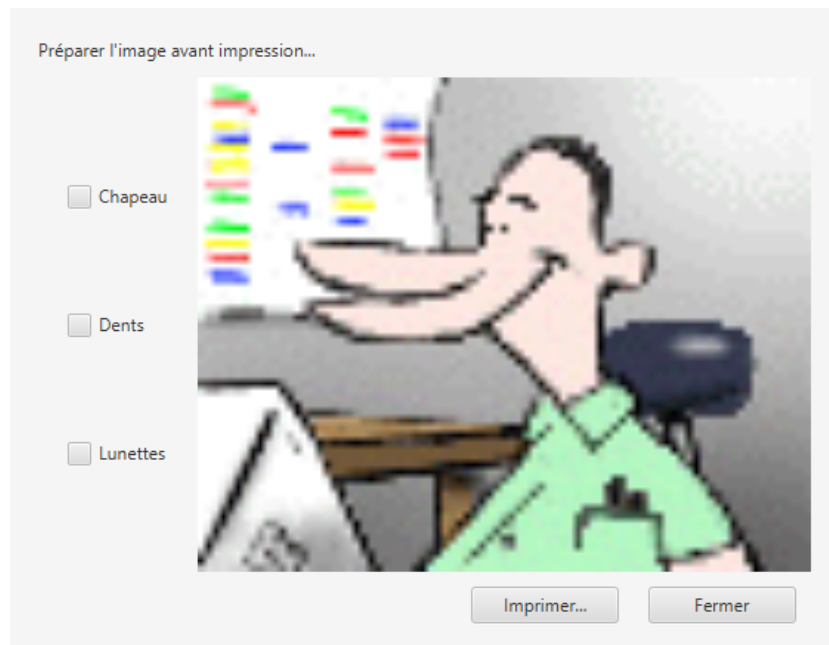 Préparer l'image avant impression...
Chapeau
Dents
Lunettes
Imprimer...
Fermer